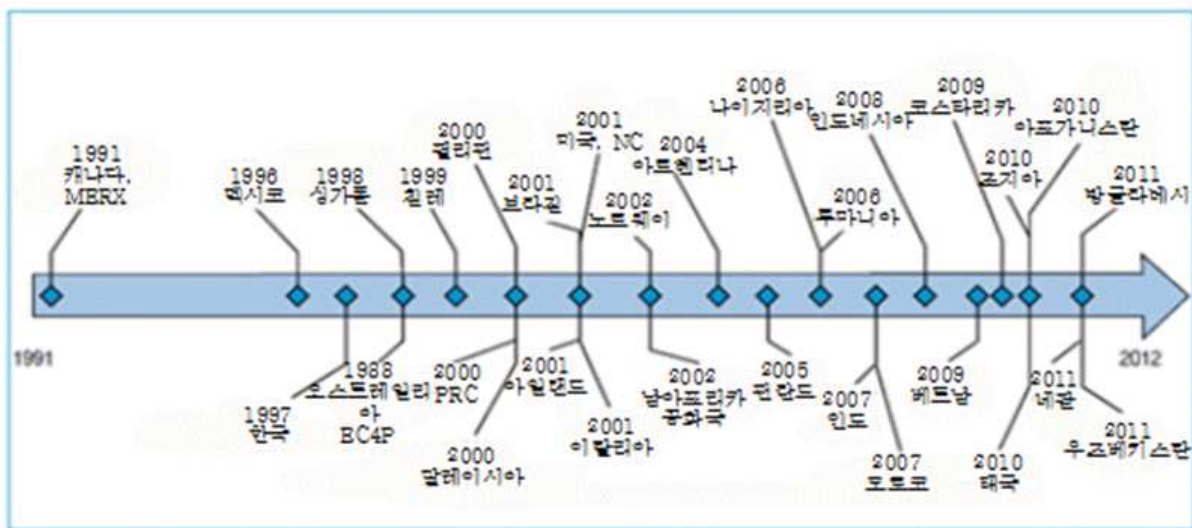 1991
캐나다,
MERX
1996
멕시코
1998
싱가폴
1999
칠레
2000
필리핀
2001
브라질
2001
미국, NC
2002
노르웨이
2004
아르헨티나
2006
나이지리아
2006
루마니아
2008
인도네시아
2009
코스타리카
2010
조지아
2010
아프가니스탄
2011
방글라데시
1991
2012
1997
한국
1988
오스트레일리
아
EC4P
2000
PRC
2000
말레이시아
2001
아일랜드
2001
이탈리아
2002
남아프리카
공화국
2005
핀란드
2007
인도
2007
모로코
2009
베트남
2010
태국
2011
네팔
2011
우즈베키스탄